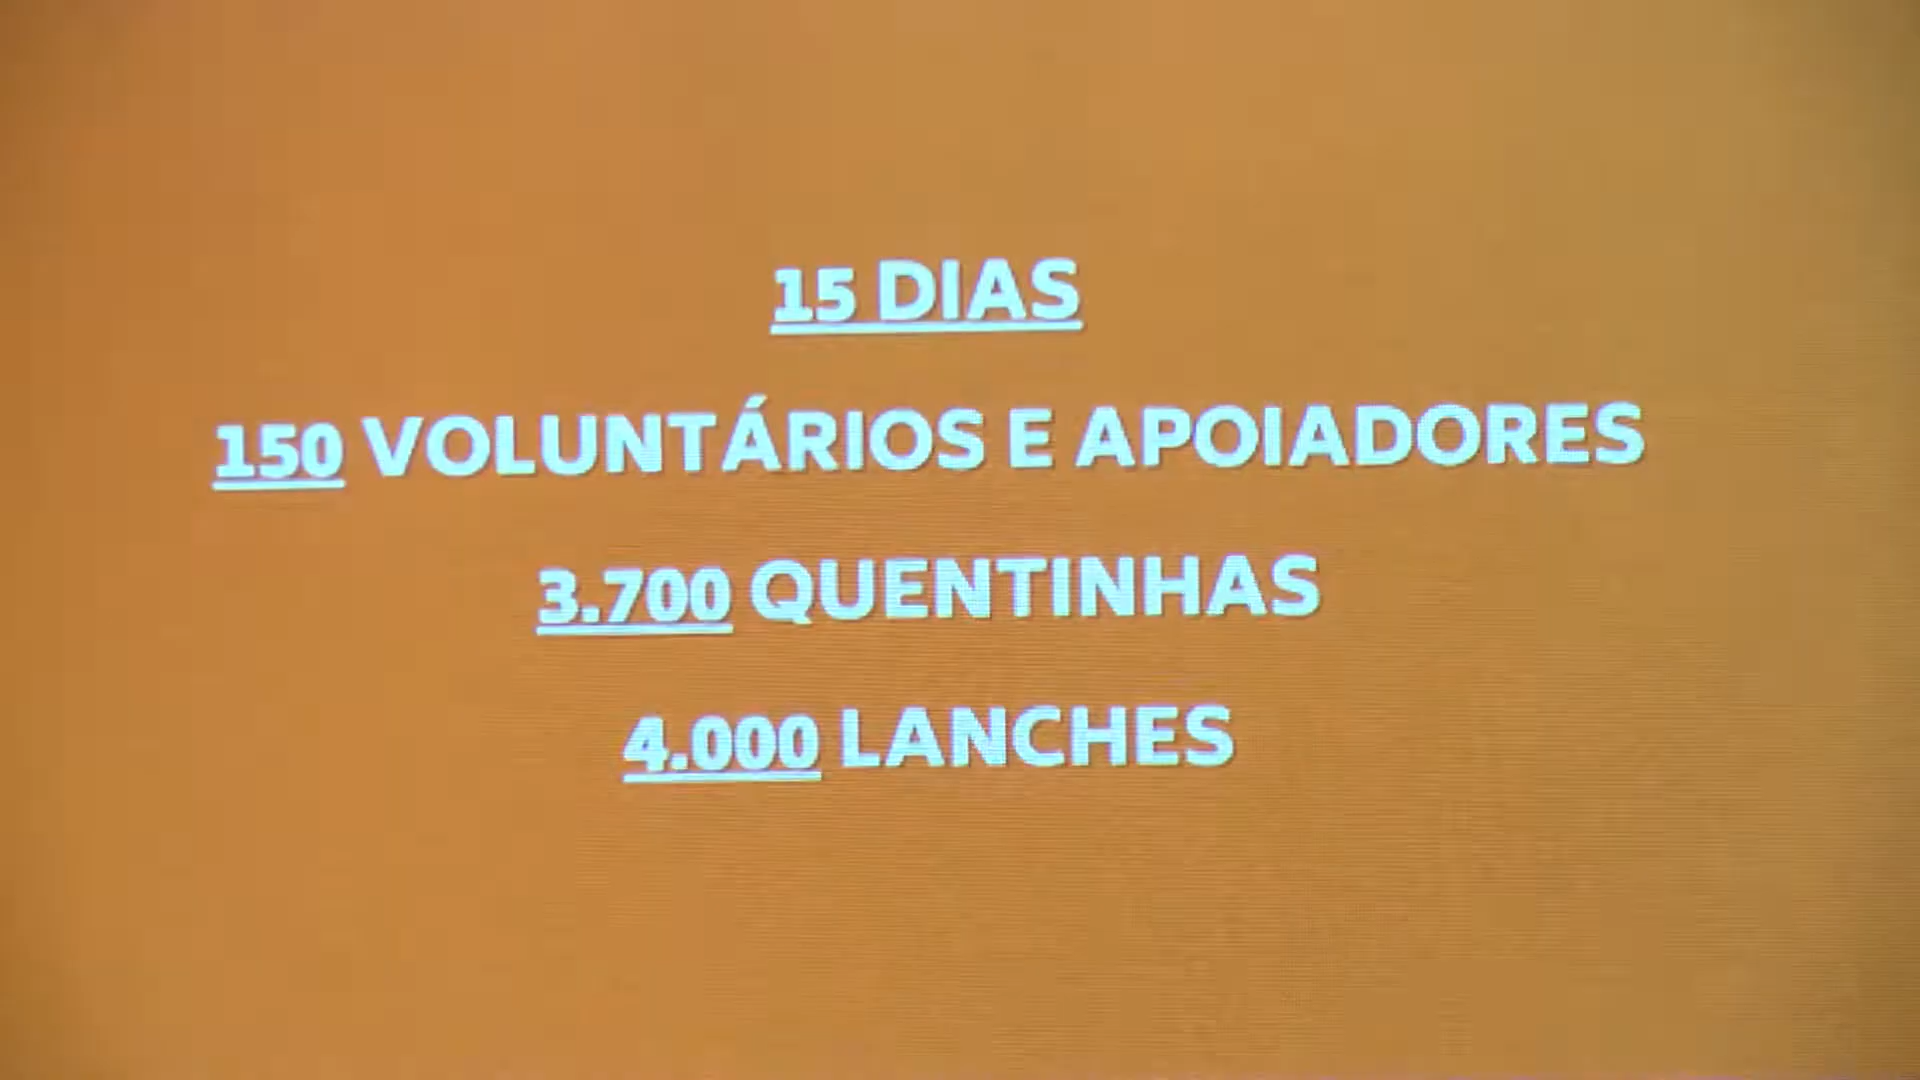 15 DIAS
150 VOLUNTÁRIOS E APOIADORES
3.700 QUENTINHAS
4.000 LANCHES